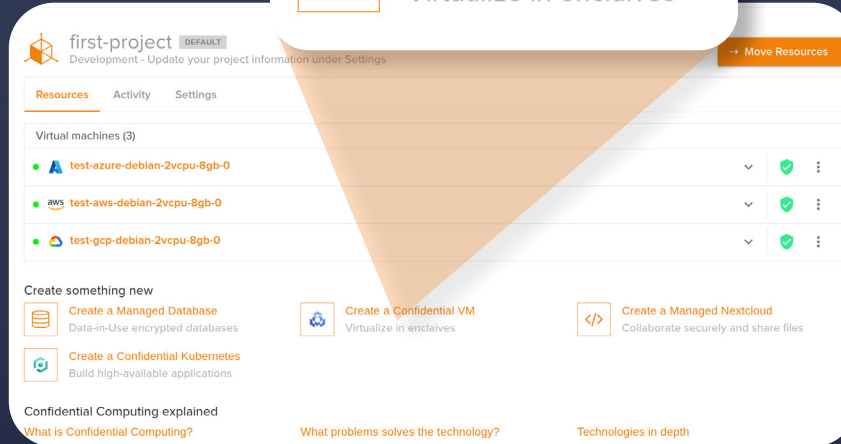 Virtualize in enclaives
first-project DEFAULT
Development - Update your project information under Settings
→ Move Resources
Resources Activity Settings
Virtual machines (3)
test-azure-debian-2vcpu-8gb-0
aws test-aws-debian-2vcpu-8gb-0
test-gcp-debian-2vcpu-8gb-0
Create something new
Create a Managed Database
Data-in-Use encrypted databases
Create a Confidential VM
Virtualize in enclaives
Create a Managed Nextcloud
Collaborate securely and share files
Create a Confidential Kubernetes
Build high-available applications
Confidential Computing explained
What is Confidential Computing? What problems solves the technology? Technologies in depth